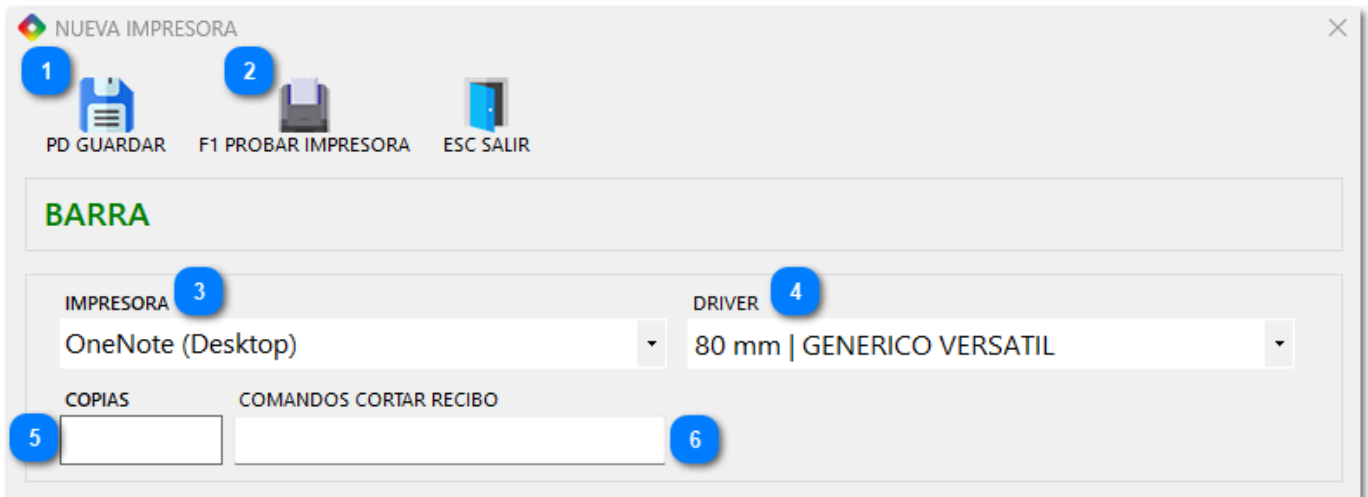 NUEVA IMPRESORA
1 2
PD GUARDAR F1 PROBAR IMPRESORA ESC SALIR
BARRA
IMPRESORA 3 DRIVER 4
OneNote (Desktop) 80 mm | GENERICO VERSATIL
COPIAS COMANDOS CORTAR RECIBO
5 6